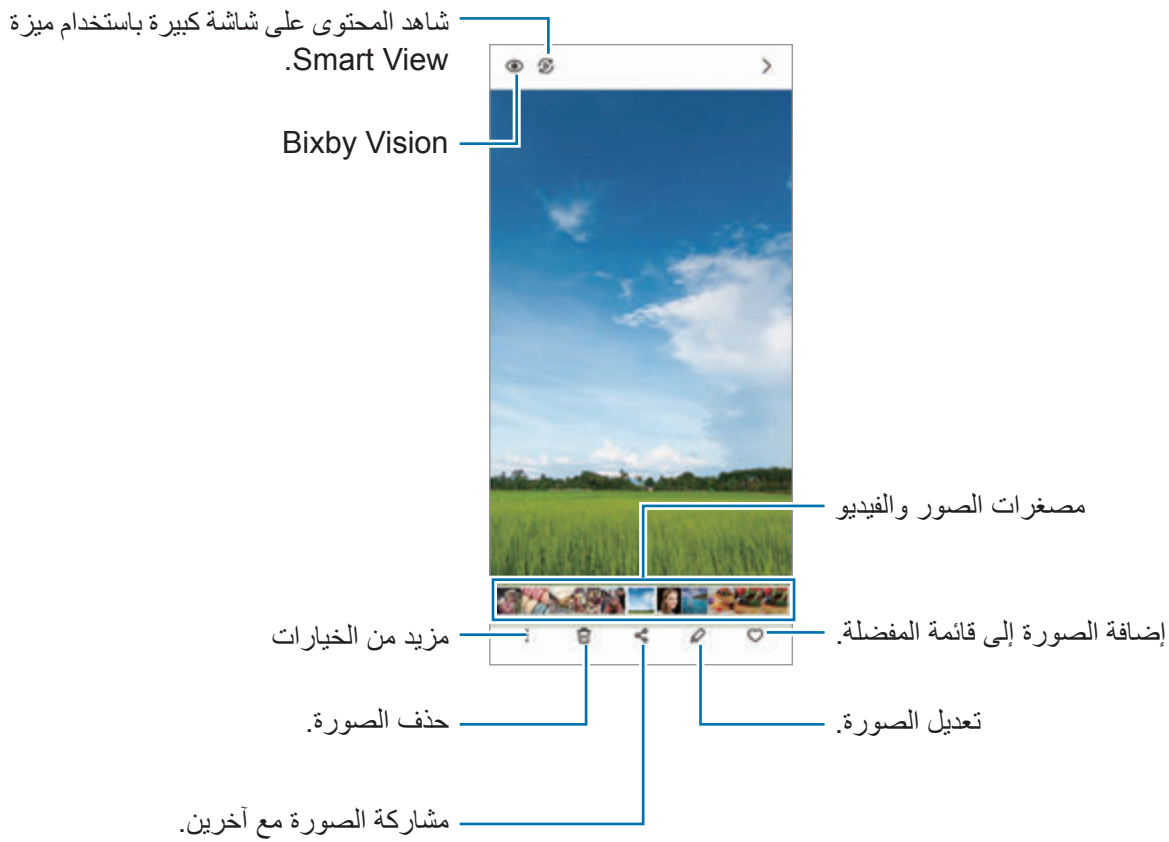 شاهد المحتوى على شاشة كبيرة باستخدام ميزة
Smart View.
Bixby Vision
مصغرات الصور والفيديو
إضافة الصورة إلى قائمة المفضلة.
مزيد من الخيارات
تعديل الصورة.
حذف الصورة.
مشاركة الصورة مع آخرين.